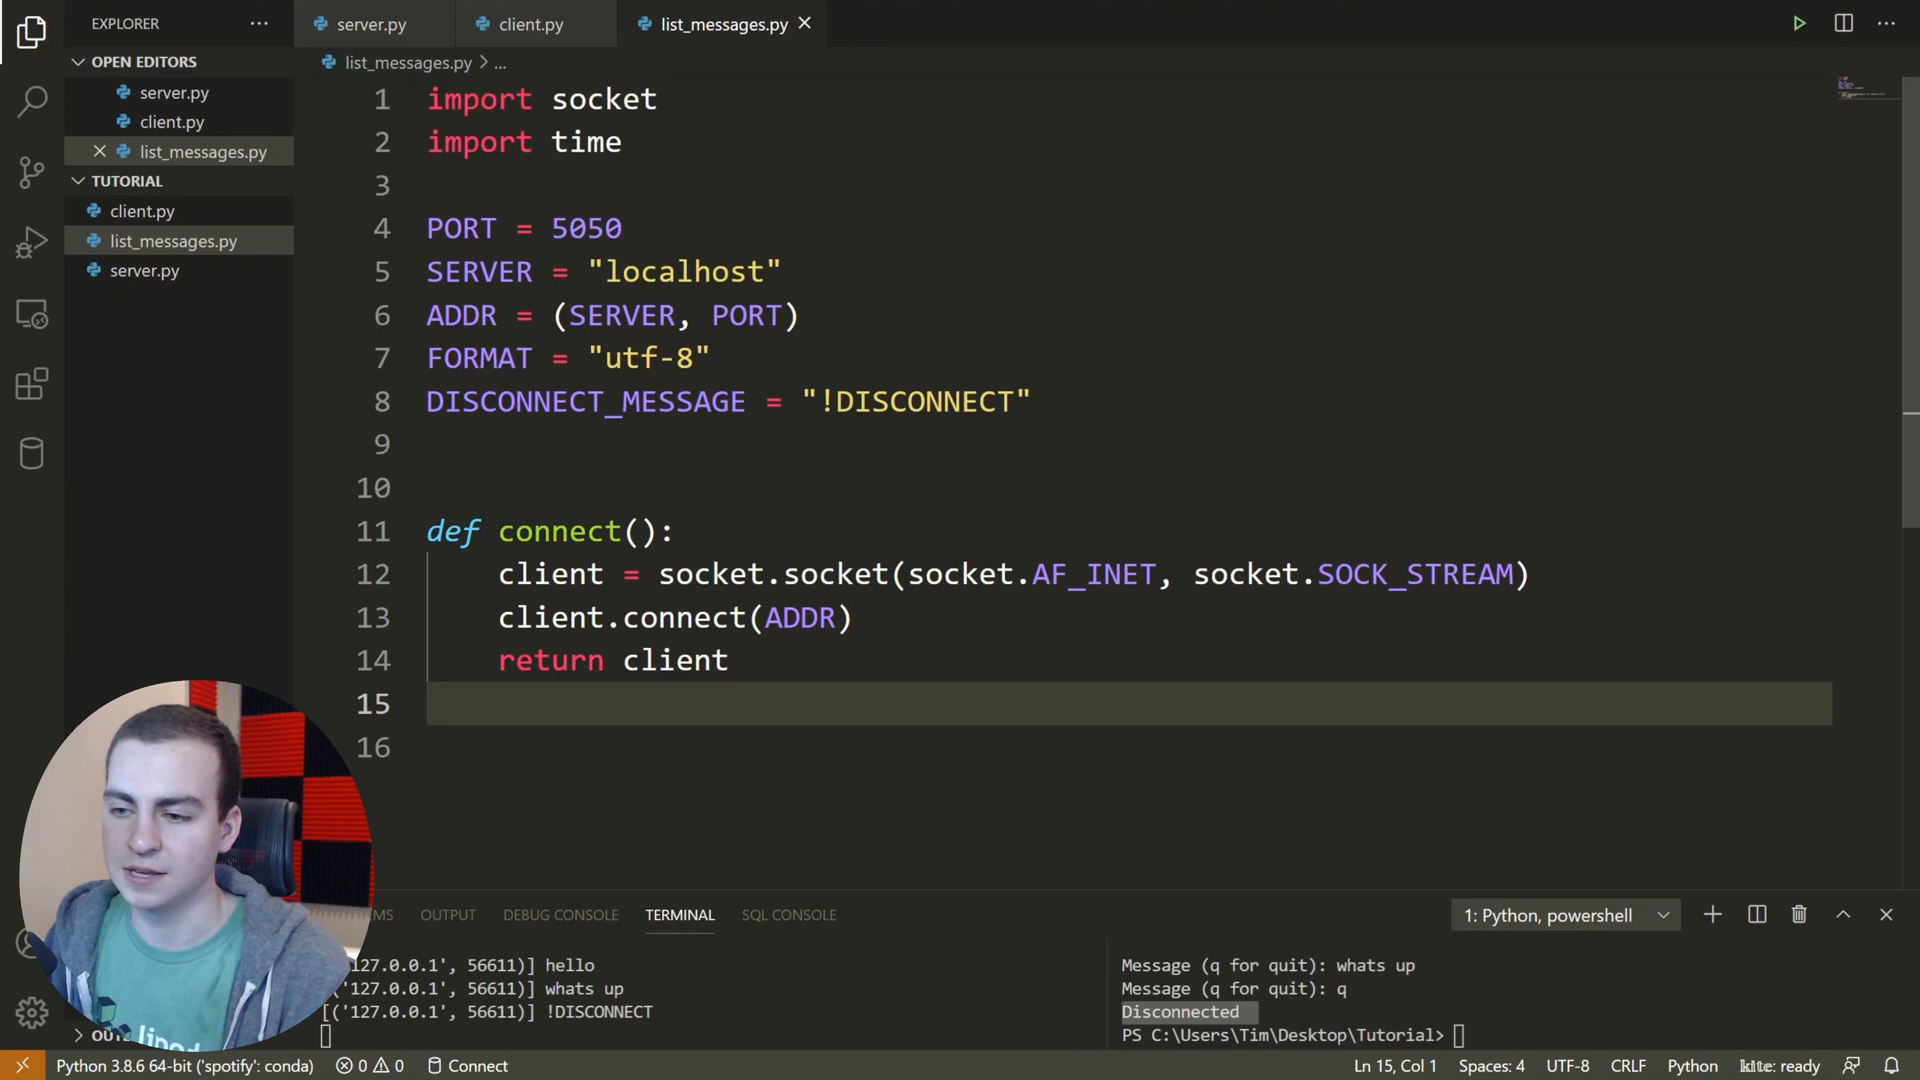 EXPLORER
server.py
client.py
list_messages.py
OPEN EDITORS
server.py
client.py
list_messages.py
TUTORIAL
client.py
list_messages.py
server.py
list_messages.py > ...
1 import socket
2 import time
3
4 PORT = 5050
5 SERVER = "localhost"
6 ADDR = (SERVER, PORT)
7 FORMAT = "utf-8"
8 DISCONNECT_MESSAGE = "!DISCONNECT"
9
10
11 def connect():
12 client = socket.socket(socket.AF_INET, socket.SOCK_STREAM)
13 client.connect(ADDR)
14 return client
15
16
OUTPUT DEBUG CONSOLE TERMINAL SQL CONSOLE
1: Python, powershell
127.0.0.1', 56611)] hello
('127.0.0.1', 56611)] whats up
[('127.0.0.1', 56611)] !DISCONNECT
Message (q for quit): whats up
Message (q for quit): q
Disconnected
PS C:\Users\Tim\Desktop\Tutorial>
Python 3.8.6 64-bit ('spotify': conda) 0 0 Connect
Ln 15, Col 1 Spaces: 4 UTF-8 CRLF Python kite: ready